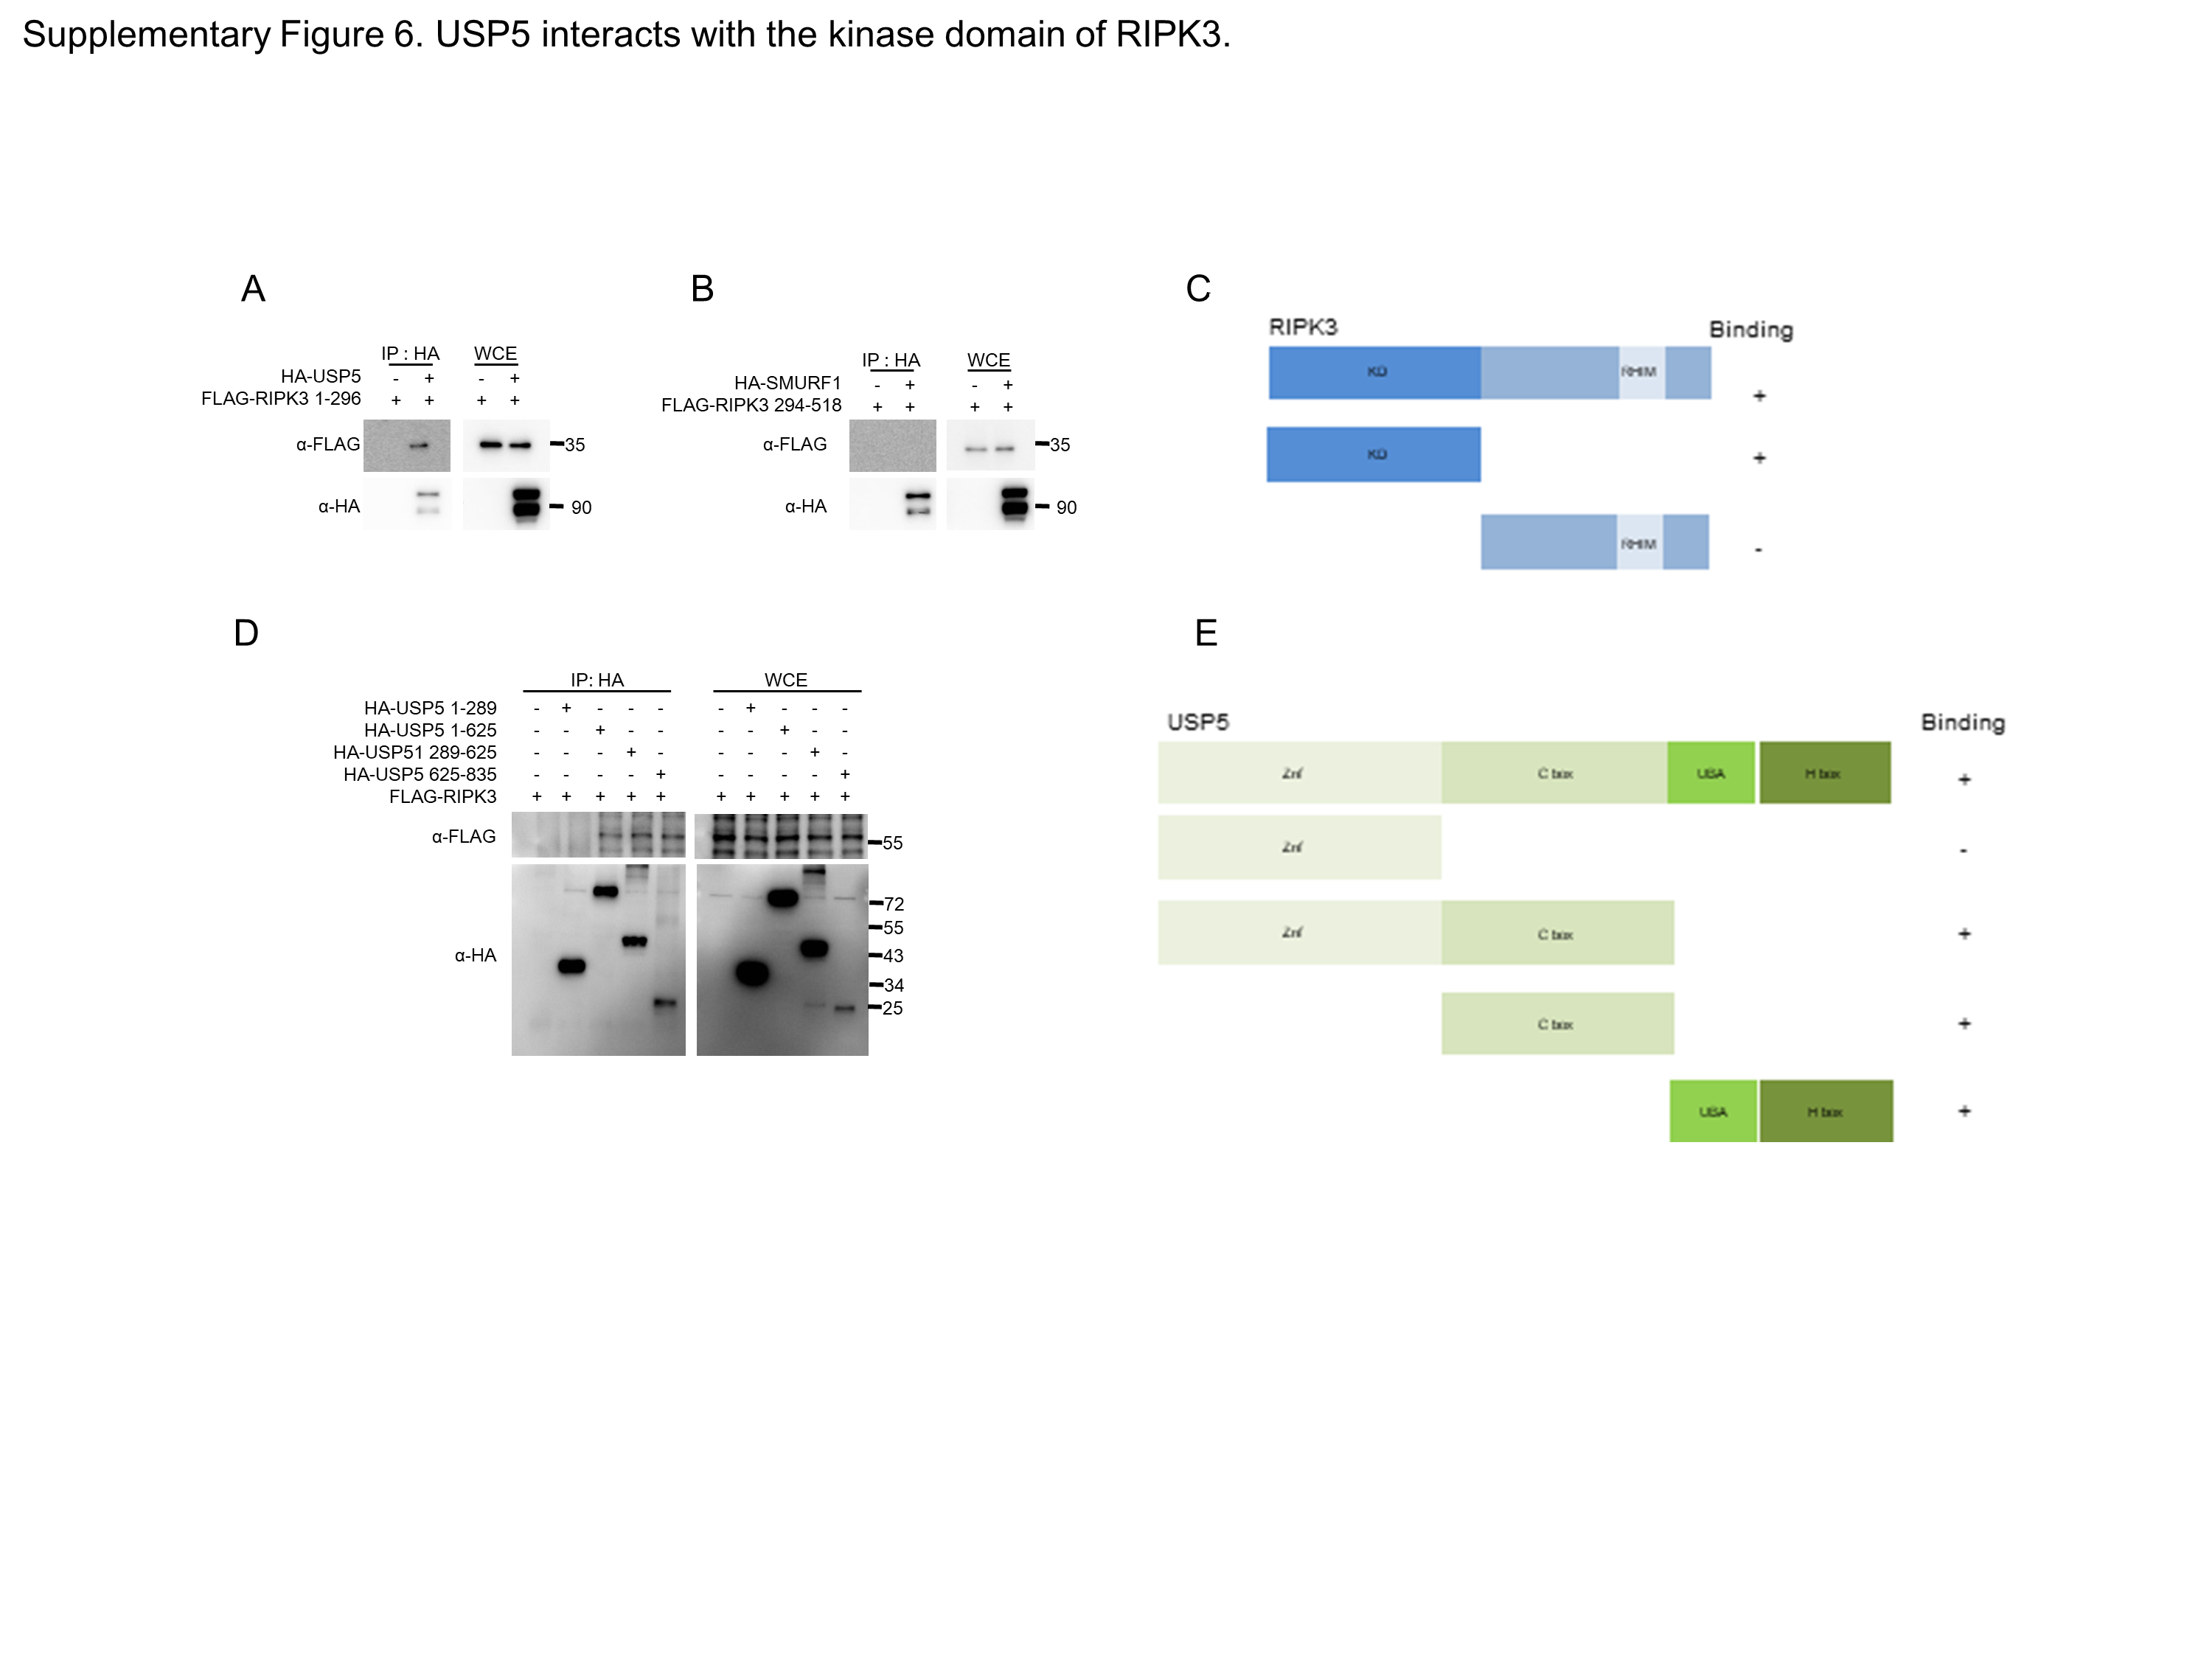 Supplementary Figure 6. USP5 interacts with the kinase domain of RIPK3.
A
IP : HA WCE
HA-USP5 - + - +
FLAG-RIPK3 1-296 + + + +
α-FLAG 35
α-HA 90
B
IP : HA WCE
HA-SMURF1 - + - +
FLAG-RIPK3 294-518 + + + +
α-FLAG 35
α-HA 90
C
RIPK3 Binding
KD RHIM +
KD +
RHIM -
D
IP: HA WCE
HA-USP5 1-289 - + - - - - + - - -
HA-USP5 1-625 - - + - - - - + - -
HA-USP51 289-625 - - - + - - - - + -
HA-USP5 625-835 - - - - + - - - - +
FLAG-RIPK3 + + + + + + + + + +
α-FLAG 55
α-HA
72
55
43
34
25
E
USP5 Binding
Znf C box UBA H box +
Znf -
Znf C box +
C box +
UBA H box +